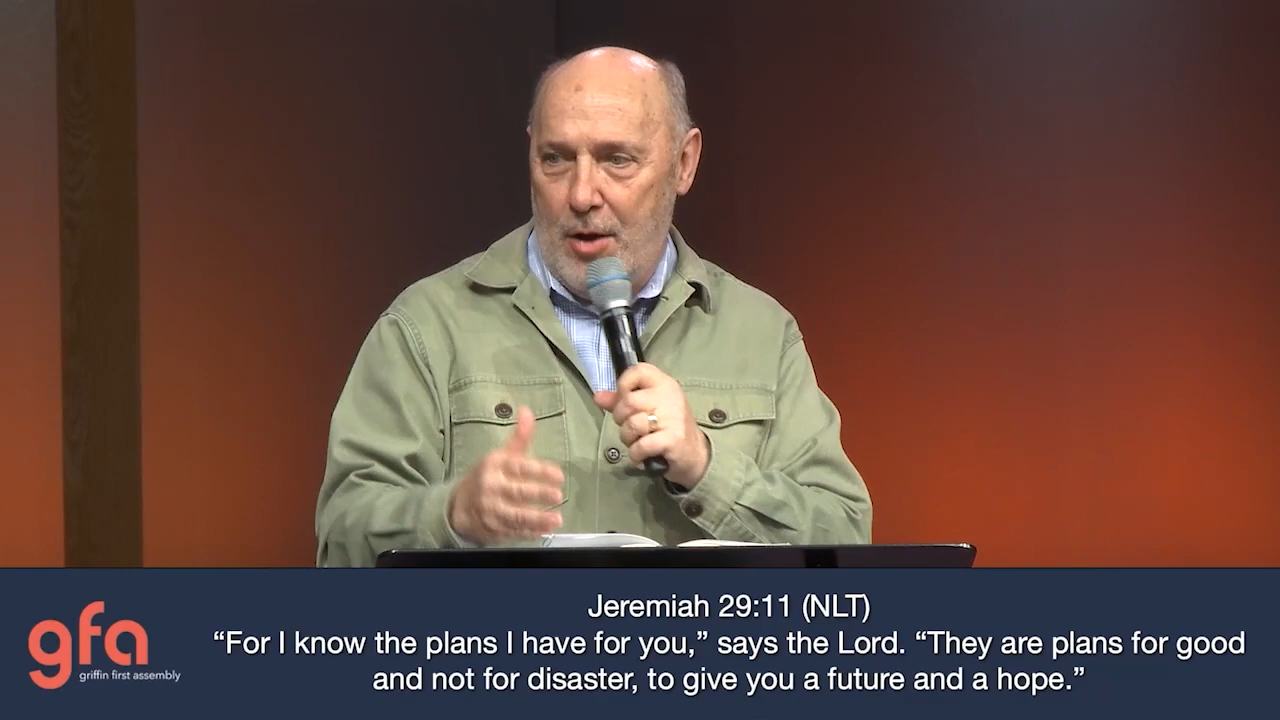 Jeremiah 29:11 (NLT)
“For I know the plans I have for you,” says the Lord. “They are plans for good
and not for disaster, to give you a future and a hope.”
gfa
griffin first assembly